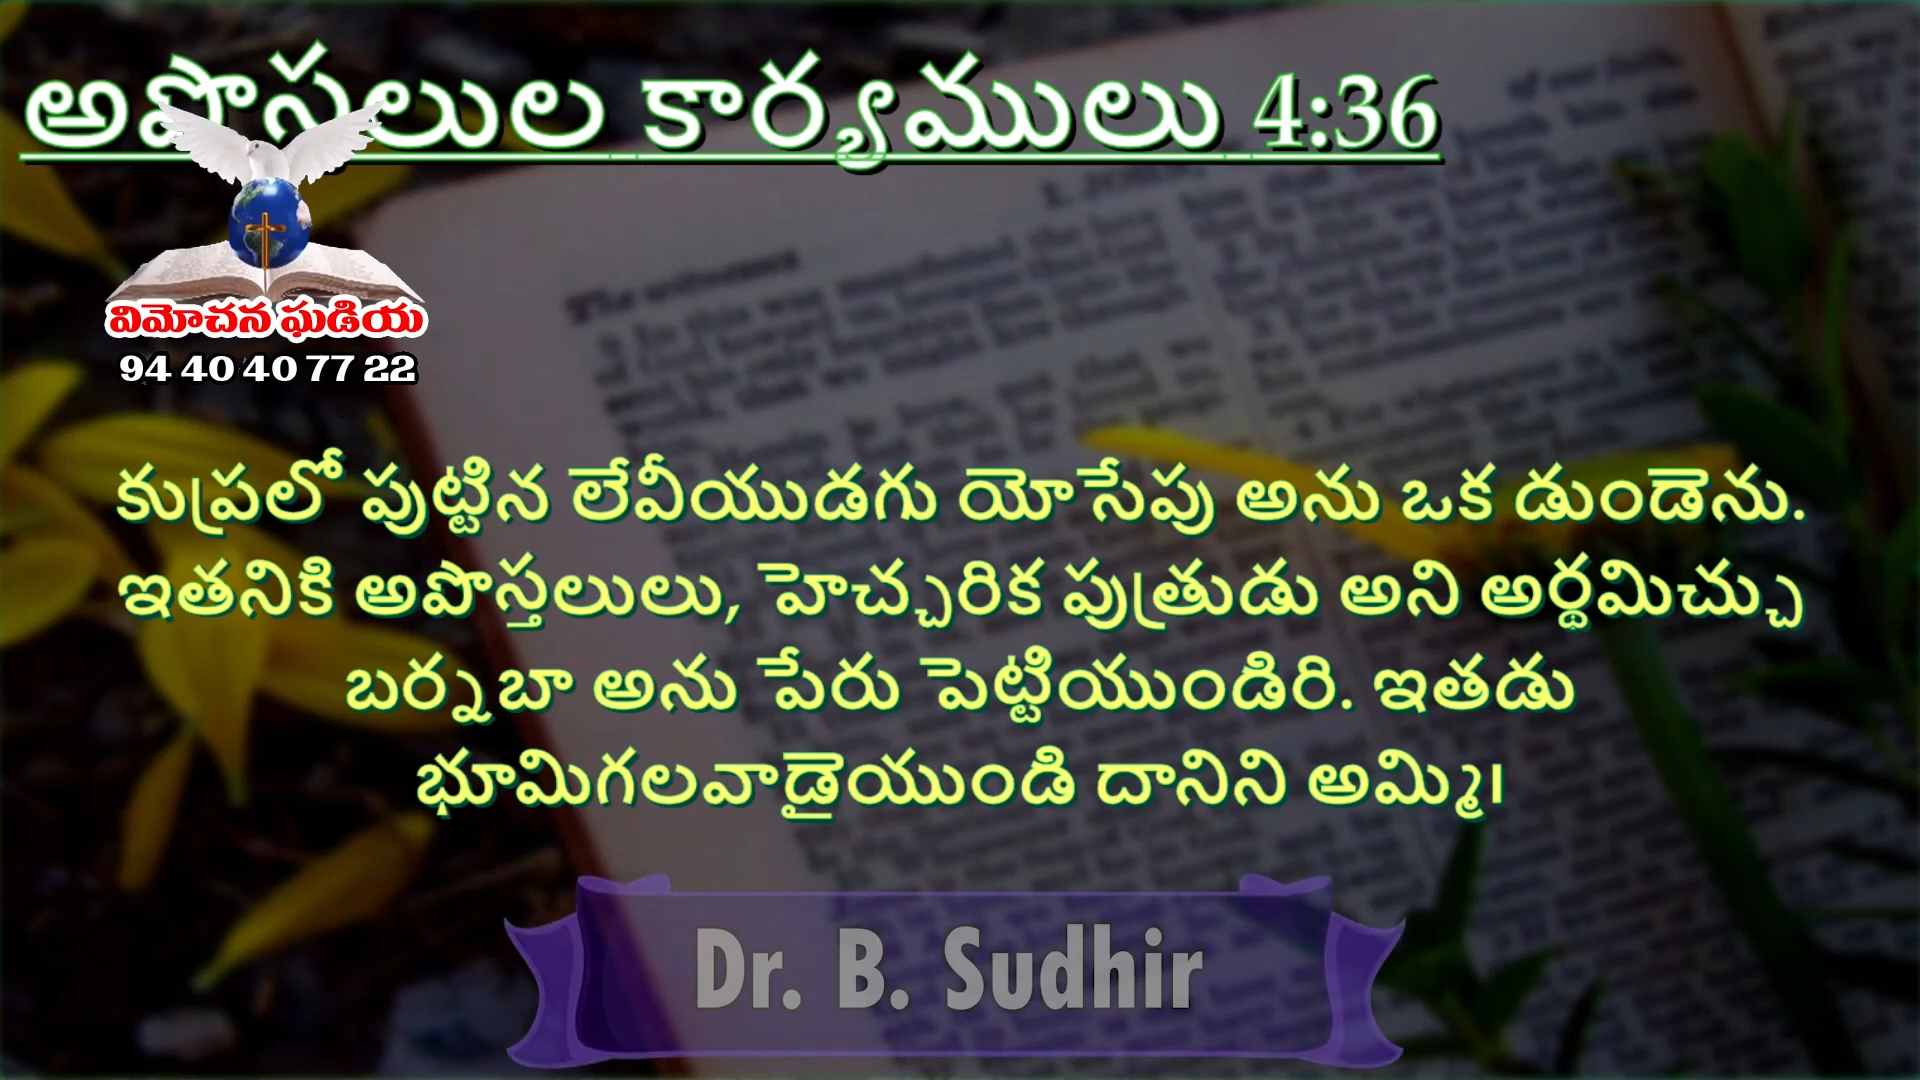 అపొస్తలుల కార్యములు 4:36
విమోచన ఘడియ
94 40 40 77 22
కుప్రలో పుట్టిన లేవీయుడగు యోసేపు అను ఒక డుండెను.
ఇతనికి అపొస్తలులు, హెచ్చరిక పుత్రుడు అని అర్థమిచ్చు
బర్నబా అను పేరు పెట్టియుండిరి. ఇతడు
భూమిగలవాడైయుండి దానిని అమ్మి।
Dr. B. Sudhir